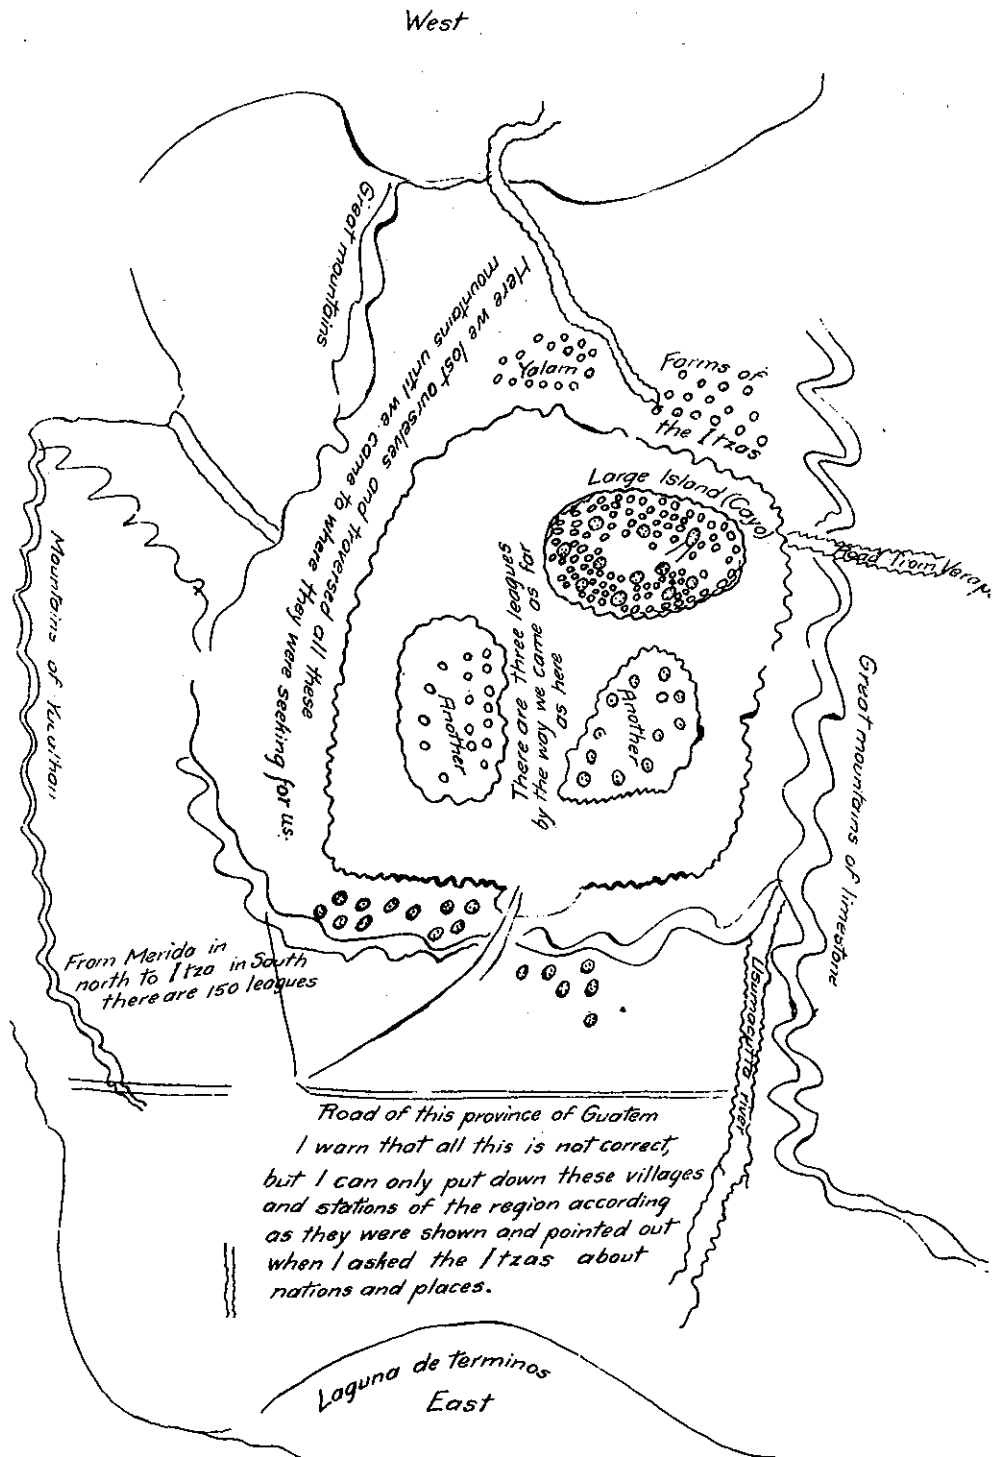 West
Great mountains
Here we lost ourselves and traversed all these
mountains until we came to where they were seeking for us.
Yalam
Farms of
the Itzas
Large Island (Cayo)
Road from Verap
There are three leagues
by the way we came as for
as here
Another
Another
Mountains of
Great mountains of limestone
From Merida in
north to Itza in South
there are 150 leagues
river
Road of this province of Guatem
I warn that all this is not correct,
but I can only put down these villages
and stations of the region according
as they were shown and pointed out
when I asked the Itzas about
nations and places.
Laguna de Terminos
East